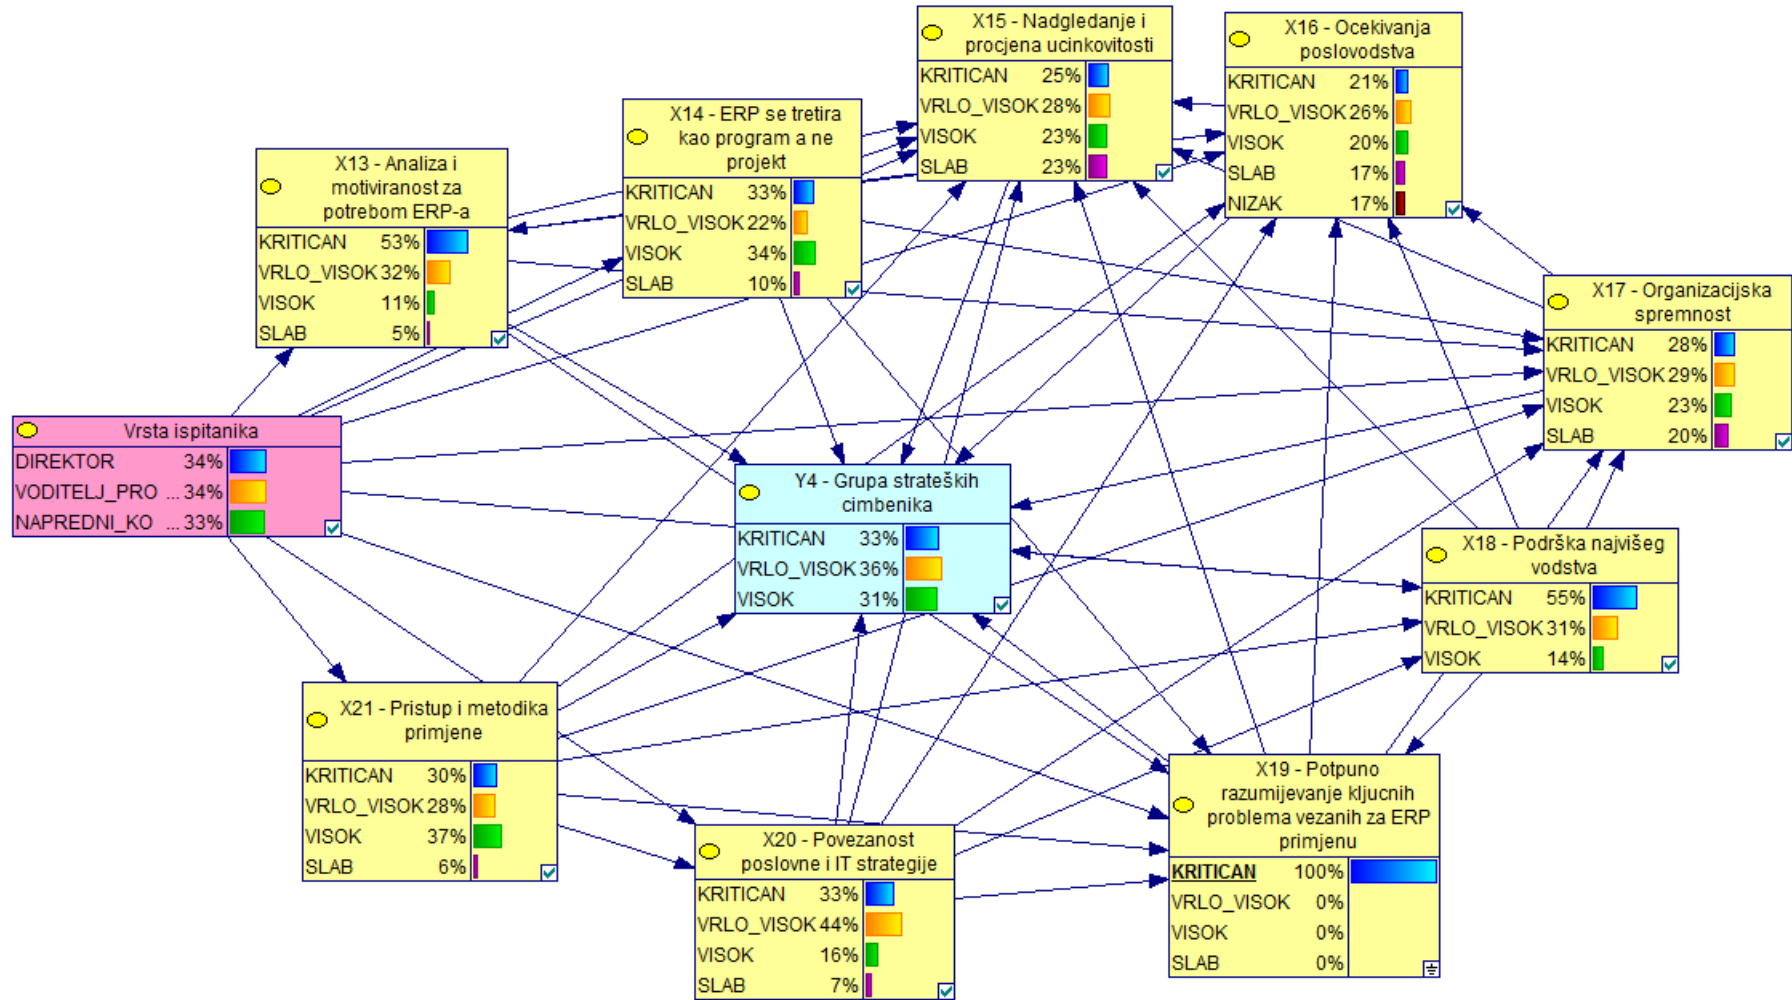 X15 - Nadgledanje i
procjena ucinkovitosti
KRITICAN 25%
VRLO_VISOK 28%
VISOK 23%
SLAB 23%
X16 - Ocekivanja
poslovodstva
KRITICAN 21%
VRLO_VISOK 26%
VISOK 20%
SLAB 17%
NIZAK 17%
X14 - ERP se tretira
kao program a ne
projekt
KRITICAN 33%
VRLO_VISOK 22%
VISOK 34%
SLAB 10%
X13 - Analiza i
motiviranost za
potrebom ERP-a
KRITICAN 53%
VRLO_VISOK 32%
VISOK 11%
SLAB 5%
X17 - Organizacijska
spremnost
KRITICAN 28%
VRLO_VISOK 29%
VISOK 23%
SLAB 20%
Vrsta ispitanika
DIREKTOR 34%
VODITELJ_PRO ... 34%
NAPREDNI_KO ... 33%
Y4 - Grupa strateških
cimbenika
KRITICAN 33%
VRLO_VISOK 36%
VISOK 31%
X18 - Podrška najvišeg
vodstva
KRITICAN 55%
VRLO_VISOK 31%
VISOK 14%
X21 - Pristup i metodika
primjene
KRITICAN 30%
VRLO_VISOK 28%
VISOK 37%
SLAB 6%
X20 - Povezanost
poslovne i IT strategije
KRITICAN 33%
VRLO_VISOK 44%
VISOK 16%
SLAB 7%
X19 - Potpuno
razumijevanje kljucnih
problema vezanih za ERP
primjenu
KRITICAN 100%
VRLO_VISOK 0%
VISOK 0%
SLAB 0%